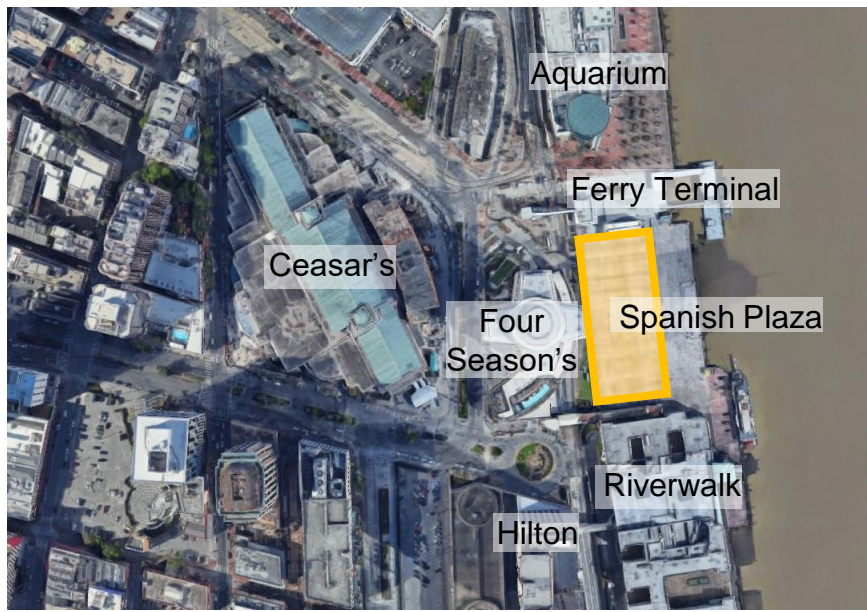 Aquarium
Ferry Terminal
Ceasar's
Four
Season's
Spanish Plaza
Riverwalk
Hilton